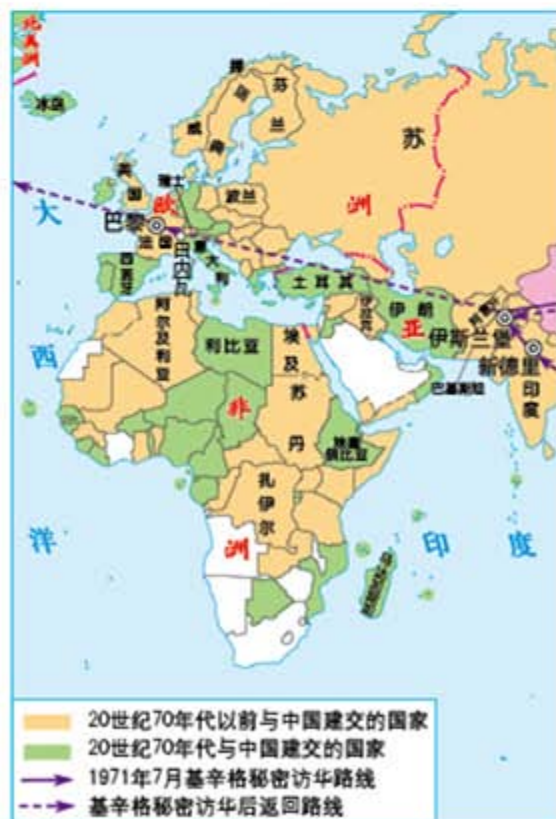 北美洲
冰岛
挪
威
瑞
典
芬
兰
苏
英
国
瑞士
波兰
欧
洲
大
巴黎
法国
日内瓦
意大利
西班牙
土耳其
伊拉克
伊朗
亚
阿富汗
伊斯兰堡
新德里
巴基斯坦
印度
西
阿尔及利亚
利比亚
埃及
非
苏
丹
埃塞
俄比亚
扎伊尔
洲
洋
印
度
20世纪70年代以前与中国建交的国家
20世纪70年代与中国建交的国家
1971年7月基辛格秘密访华路线
基辛格秘密访华后返回路线